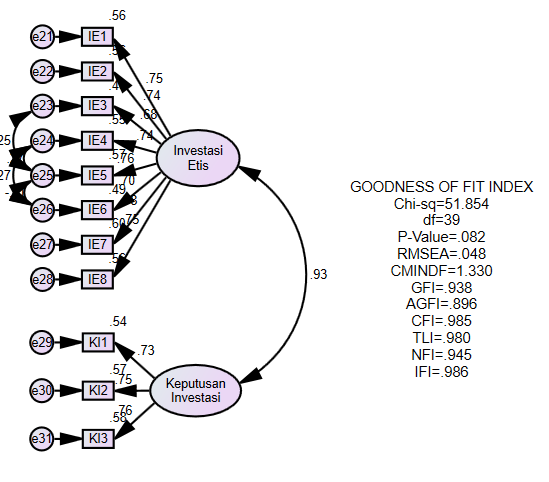 .56
e21
IE1
e22
IE2
e23
IE3
e24
IE4
e25
IE5
e26
IE6
e27
IE7
e28
IE8
.75
.74
.68
.74
.76
.49
.60
.75
Investasi
Etis
.93
.54
e29
KI1
.73
.57
e30
KI2
.75
.58
e31
KI3
.76
Keputusan
Investasi
GOODNESS OF FIT INDEX
Chi-sq=51.854
df=39
P-Value=.082
RMSEA=.048
CMINDF=1.330
GFI=.938
AGFI=.896
CFI=.985
TLI=.980
NFI=.945
IFI=.986